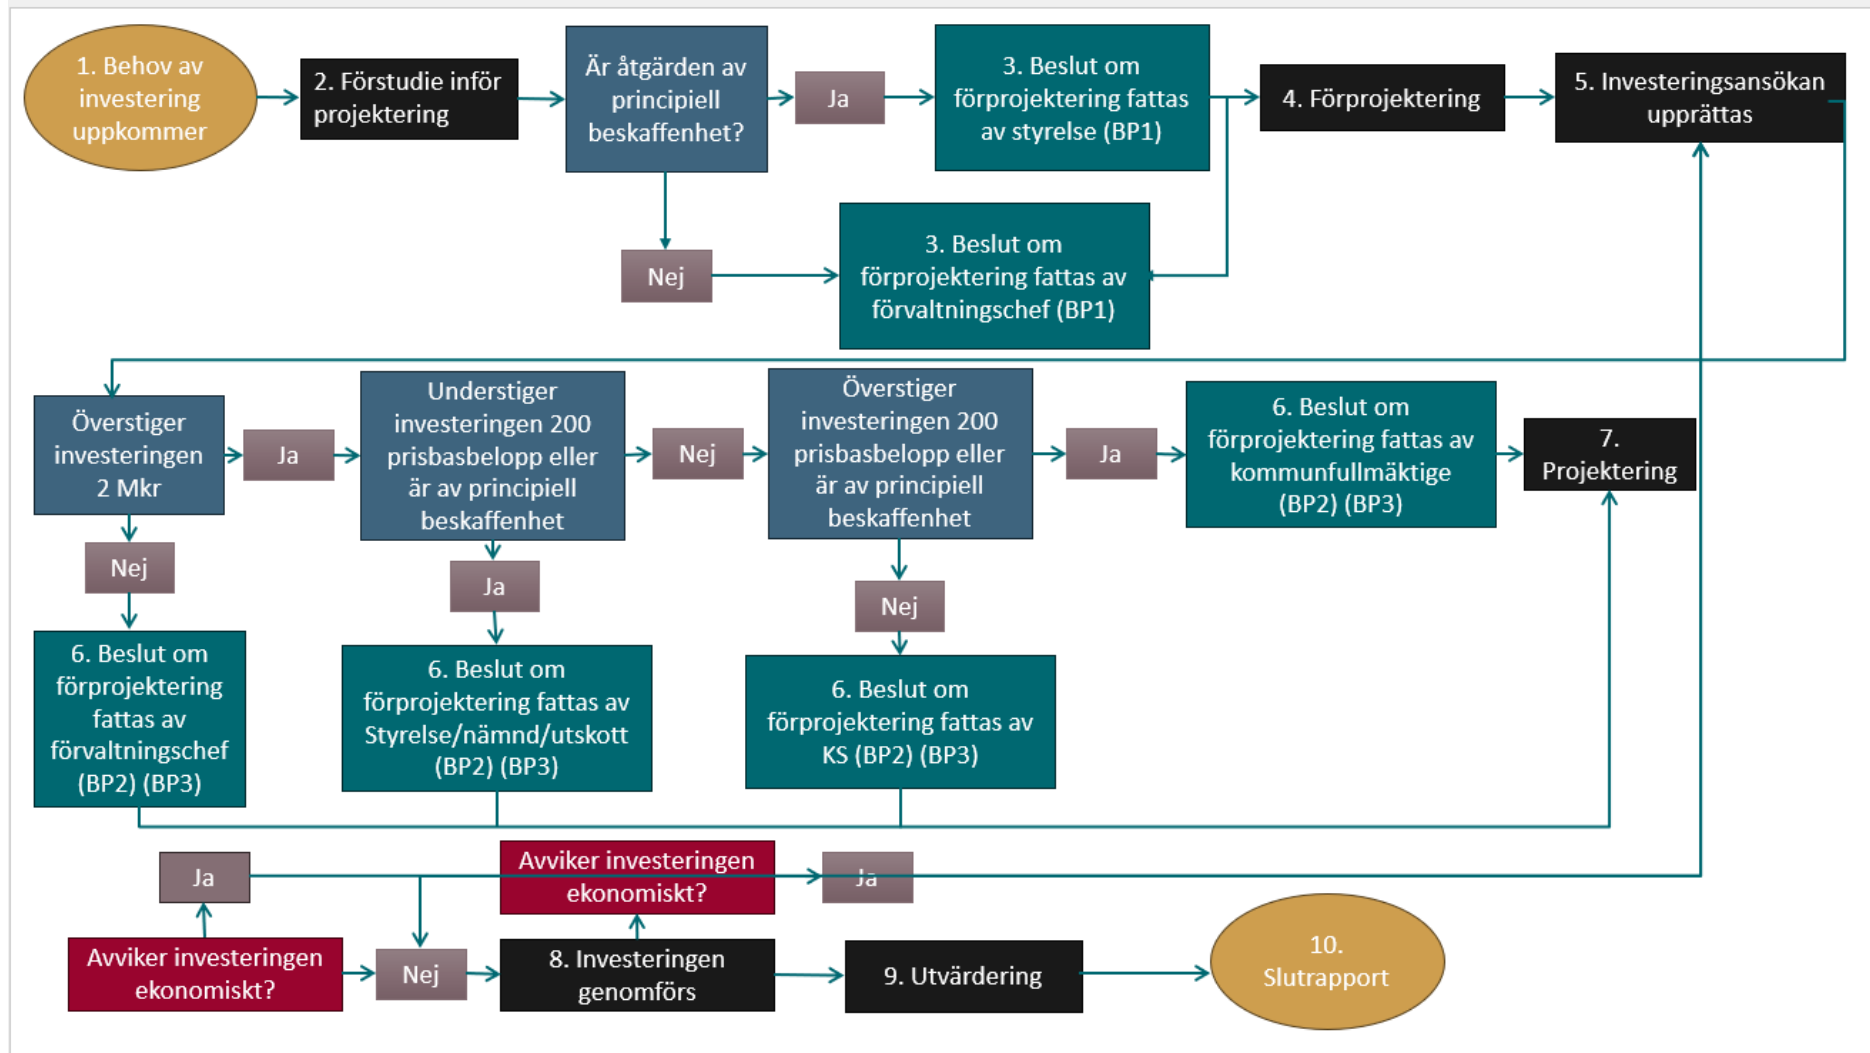 1. Behov av
investering
uppkommer
2. Förstudie inför
projektering
Är åtgärden av
principiell
beskaffenhet?
Ja
3. Beslut om
förprojektering fattas
av styrelse (BP1)
4. Förprojektering
5. Investeringsansökan
upprättas
Nej
3. Beslut om
förprojektering fattas av
förvaltningschef (BP1)
Överstiger
investeringen
2 Mkr
Ja
Understiger
investeringen 200
prisbasbelopp eller
är av principiell
beskaffenhet
Nej
Överstiger
investeringen 200
prisbasbelopp eller
är av principiell
beskaffenhet
Ja
6. Beslut om
förprojektering fattas av
kommunfullmäktige
(BP2) (BP3)
7.
Projektering
Nej
Ja
Nej
6. Beslut om
förprojektering
fattas av
förvaltningschef
(BP2) (BP3)
6. Beslut om
förprojektering fattas av
Styrelse/nämnd/utskott
(BP2) (BP3)
6. Beslut om
förprojektering fattas av
KS (BP2) (BP3)
Ja
Avviker investeringen
ekonomiskt?
Ja
Avviker investeringen
ekonomiskt?
Nej
8. Investeringen
genomförs
9. Utvärdering
10.
Slutrapport